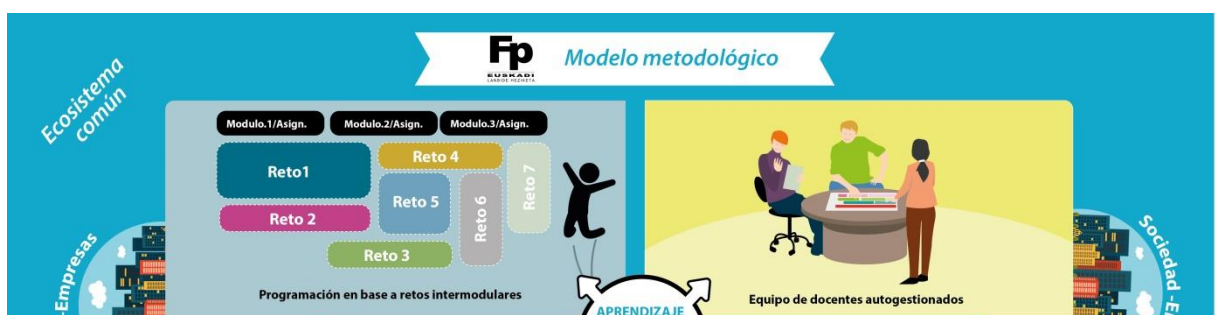 Fp
EUSKADI
LANBIDE HEZIKETA
Modelo metodológico
Ecosistema
común
Modulo.1/Asign.
Modulo.2/Asign.
Modulo.3/Asign.
Reto1
Reto 2
Reto 3
Reto 4
Reto 5
Reto 6
Reto 7
Programación en base a retos intermodulares
Equipo de docentes autogestionados
APRENDIZAJE
-Empresas
Sociedad -E